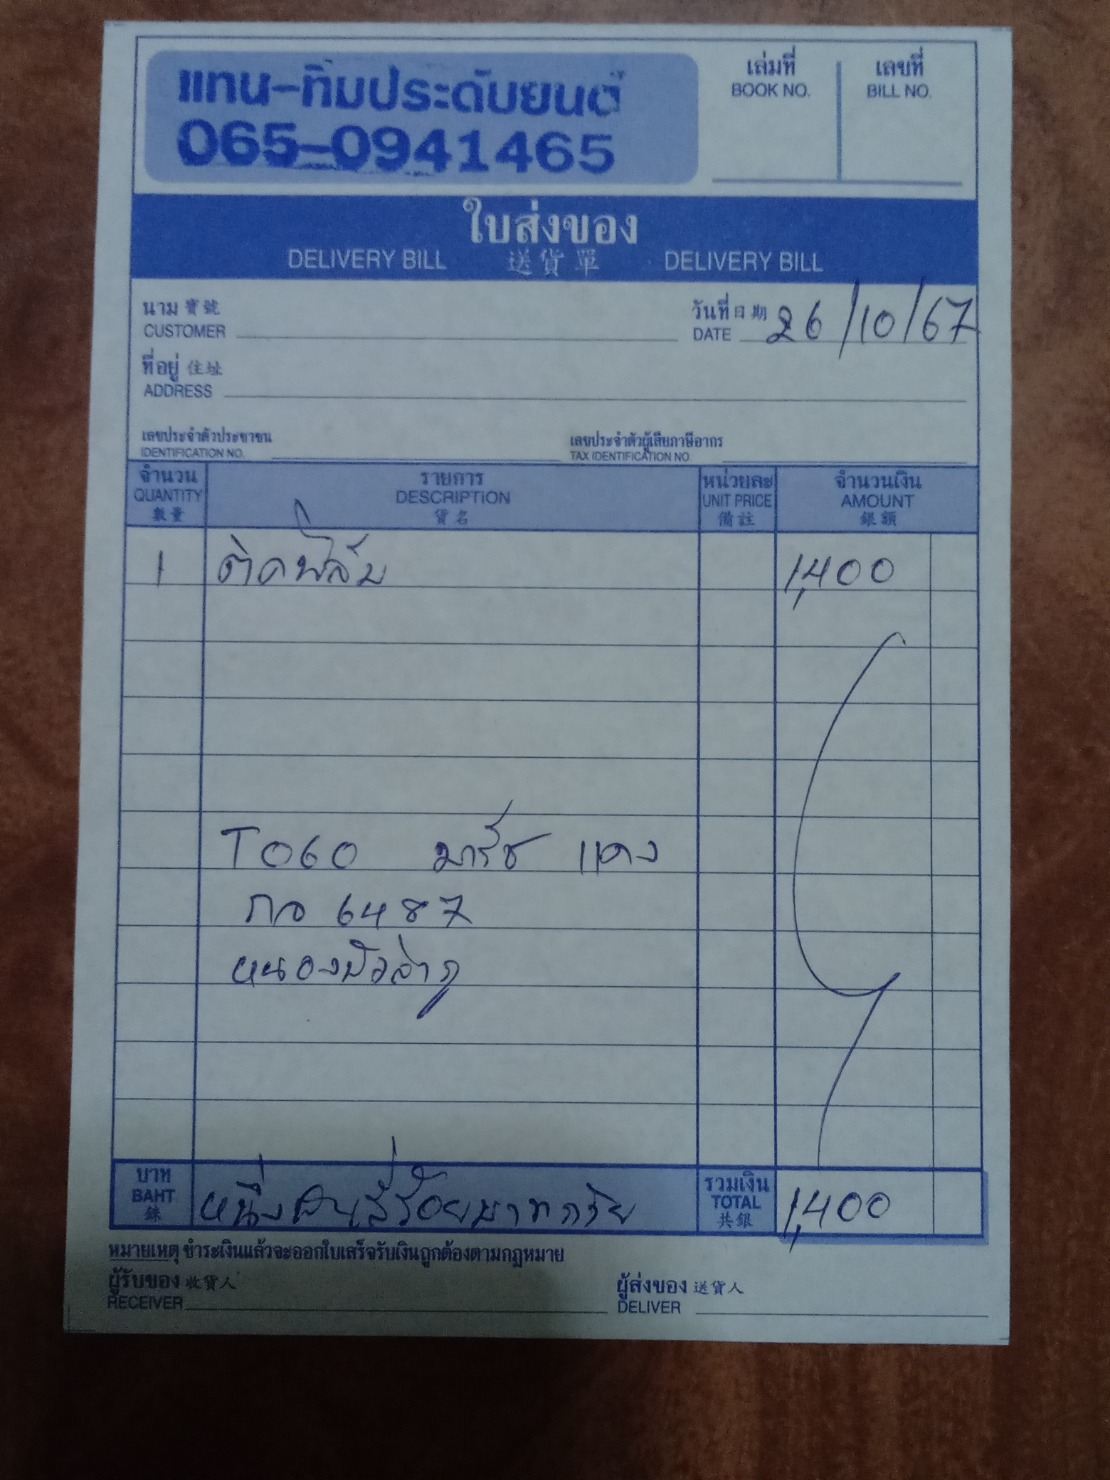 แทน-ทิมประดับยนต์
065-0941465
เล่มที่
BOOK NO.
เลขที่
BILL NO.
ใบส่งของ
DELIVERY BILL 送貨單 DELIVERY BILL
นาม 寶號
CUSTOMER
วันที่ 日期 26/10/67
DATE
ที่อยู่ 住址
ADDRESS
เลขประจำตัวประชาชน
IDENTIFICATION NO.
เลขประจำตัวผู้เสียภาษีอากร
TAX IDENTIFICATION NO.
จำนวน
QUANTITY
數量
รายการ
DESCRIPTION
貨名
หน่วยละ
UNIT PRICE
備註
จำนวนเงิน
AMOUNT
銀額
1 ติดฟิล์ม 1,400
TO60 มาร์ช แดง
กอ 6487
หนองบัวลำภู
บาท
BAHT
銖
หนึ่งพันสี่ร้อยบาทถ้วย
รวมเงิน
TOTAL
共銀
1,400
หมายเหตุ ชำระเงินแล้วจะออกใบเสร็จรับเงินถูกต้องตามกฎหมาย
ผู้รับของ 收貨人
RECEIVER
ผู้ส่งของ 送貨人
DELIVER